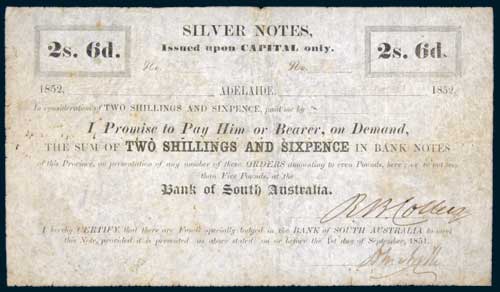 SILVER NOTES,
2s. 6d. Issued upon CAPITAL only. 2s. 6d.
No No
1852, ADELAIDE, 1852,
In consideration of TWO SHILLINGS AND SIXPENCE, paid me by
I Promise to Pay Him or Bearer, on Demand,
THE SUM OF TWO SHILLINGS AND SIXPENCE IN BANK NOTES
of this Province, on presentation of any number of these ORDERS amounting to even Pounds, but not less
than Five Pounds, at the
Bank of South Australia.
I hereby CERTIFY, that there are Funds specially lodged in the BANK OF SOUTH AUSTRALIA to meet
this Note, provided it is presented as above stated on or before the 1st day of September, 1851.